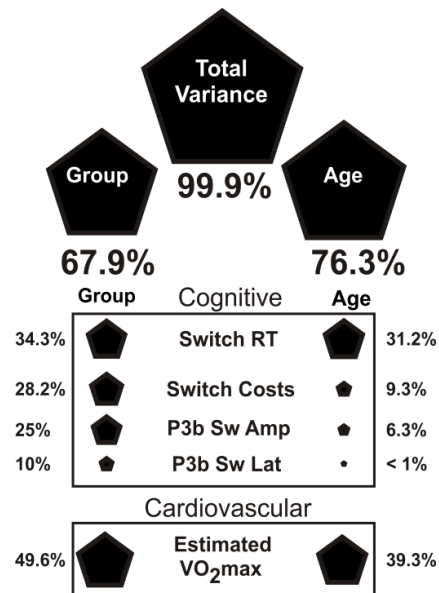 Total
Variance
Group
99.9%
Age
67.9%
76.3%
Group Cognitive Age
34.3% Switch RT 31.2%
28.2% Switch Costs 9.3%
25% P3b Sw Amp 6.3%
10% P3b Sw Lat < 1%
Cardiovascular
49.6% Estimated 39.3%
VO2max